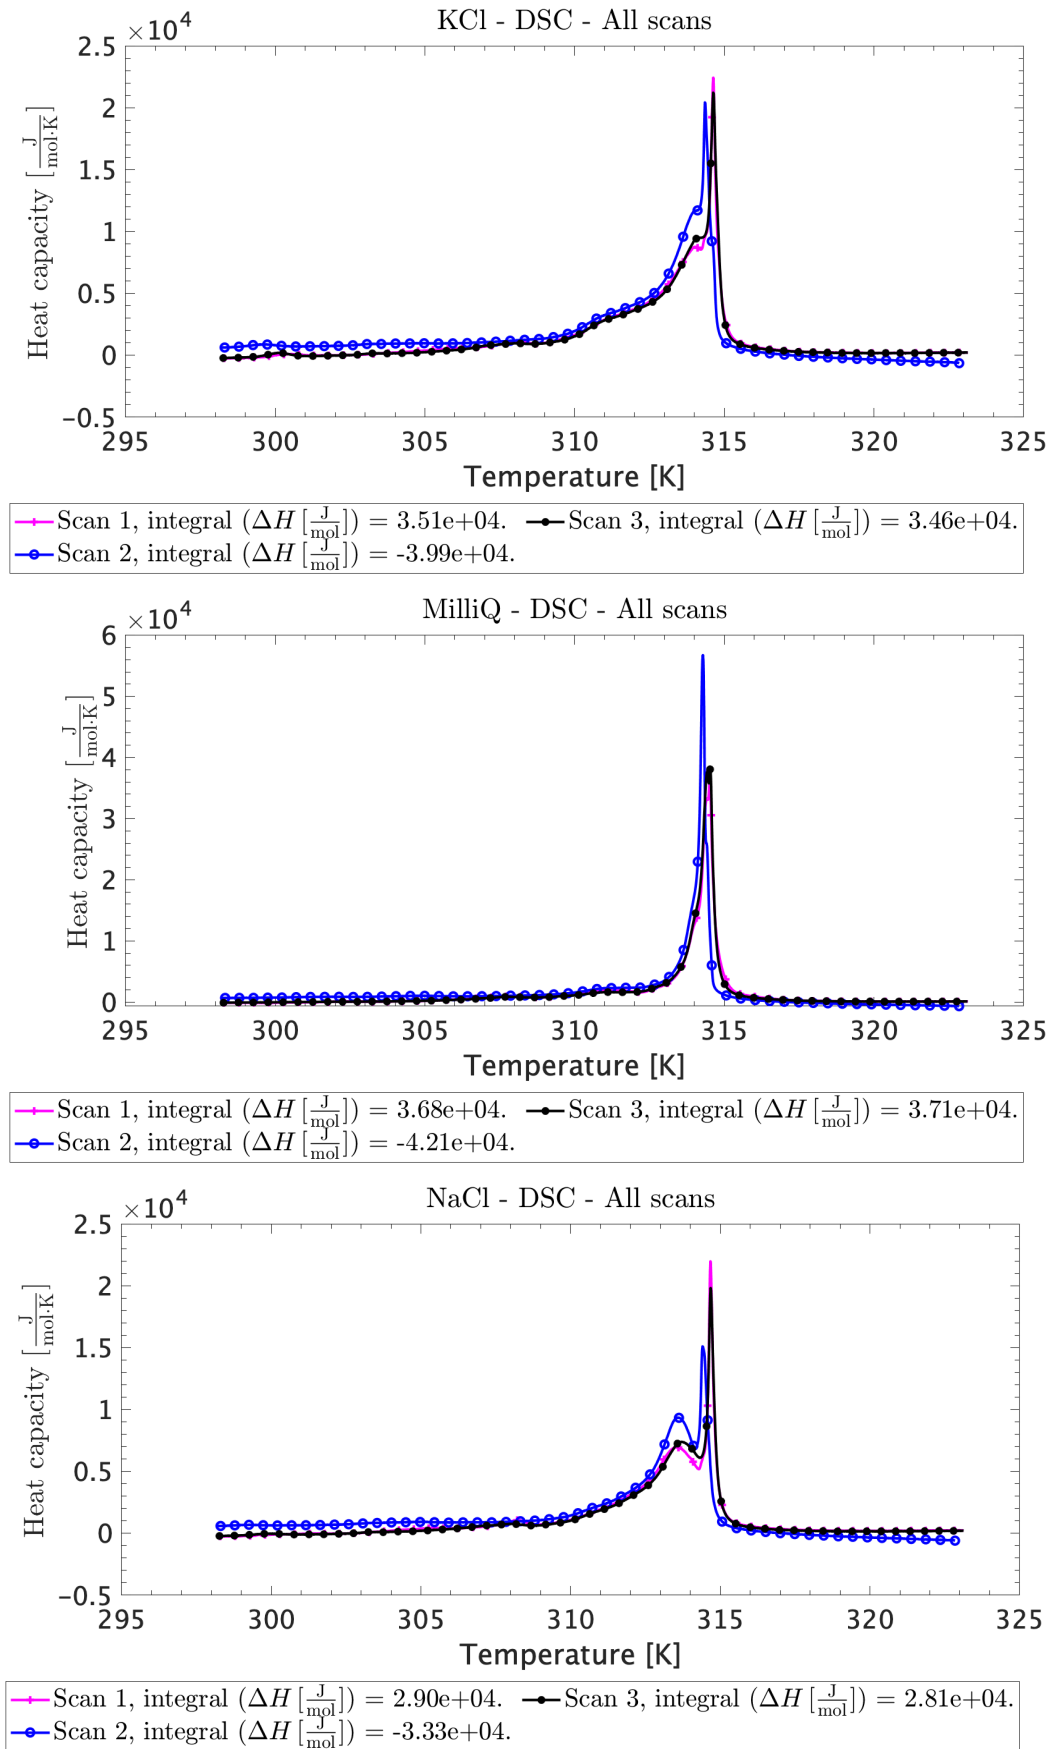 KCl - DSC - All scans
×10⁴
2.5
2
1.5
1
0.5
0
−0.5
Heat capacity [J/mol·K]
295 300 305 310 315 320 325
Temperature [K]
Scan 1, integral (ΔH [J/mol]) = 3.51e+04. Scan 3, integral (ΔH [J/mol]) = 3.46e+04.
Scan 2, integral (ΔH [J/mol]) = -3.99e+04.
MilliQ - DSC - All scans
×10⁴
6
5
4
3
2
1
0
Heat capacity [J/mol·K]
295 300 305 310 315 320 325
Temperature [K]
Scan 1, integral (ΔH [J/mol]) = 3.68e+04. Scan 3, integral (ΔH [J/mol]) = 3.71e+04.
Scan 2, integral (ΔH [J/mol]) = -4.21e+04.
NaCl - DSC - All scans
×10⁴
2.5
2
1.5
1
0.5
0
−0.5
Heat capacity [J/mol·K]
295 300 305 310 315 320 325
Temperature [K]
Scan 1, integral (ΔH [J/mol]) = 2.90e+04. Scan 3, integral (ΔH [J/mol]) = 2.81e+04.
Scan 2, integral (ΔH [J/mol]) = -3.33e+04.